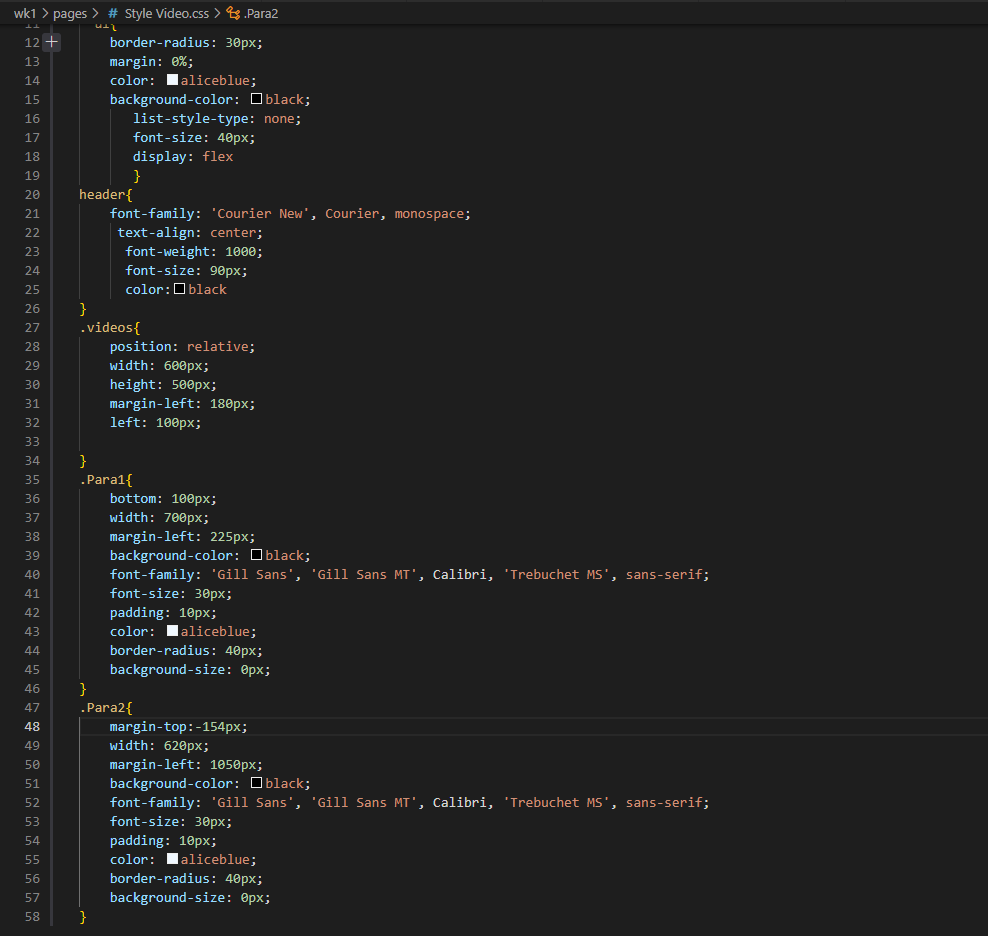 wk1 > pages > # Style Video.css > .Para2
11 ul{
12 border-radius: 30px;
13 margin: 0%;
14 color: aliceblue;
15 background-color: black;
16 list-style-type: none;
17 font-size: 40px;
18 display: flex
19 }
20 header{
21 font-family: 'Courier New', Courier, monospace;
22 text-align: center;
23 font-weight: 1000;
24 font-size: 90px;
25 color: black
26 }
27 .videos{
28 position: relative;
29 width: 600px;
30 height: 500px;
31 margin-left: 180px;
32 left: 100px;
33
34 }
35 .Para1{
36 bottom: 100px;
37 width: 700px;
38 margin-left: 225px;
39 background-color: black;
40 font-family: 'Gill Sans', 'Gill Sans MT', Calibri, 'Trebuchet MS', sans-serif;
41 font-size: 30px;
42 padding: 10px;
43 color: aliceblue;
44 border-radius: 40px;
45 background-size: 0px;
46 }
47 .Para2{
48 margin-top:-154px;
49 width: 620px;
50 margin-left: 1050px;
51 background-color: black;
52 font-family: 'Gill Sans', 'Gill Sans MT', Calibri, 'Trebuchet MS', sans-serif;
53 font-size: 30px;
54 padding: 10px;
55 color: aliceblue;
56 border-radius: 40px;
57 background-size: 0px;
58 }